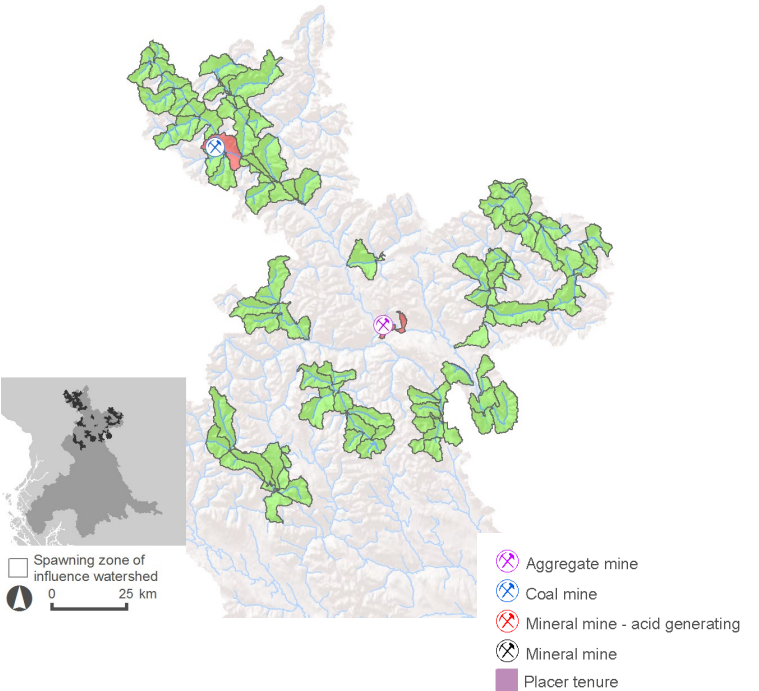 Spawning zone of
influence watershed
0 25 km
Aggregate mine
Coal mine
Mineral mine - acid generating
Mineral mine
Placer tenure